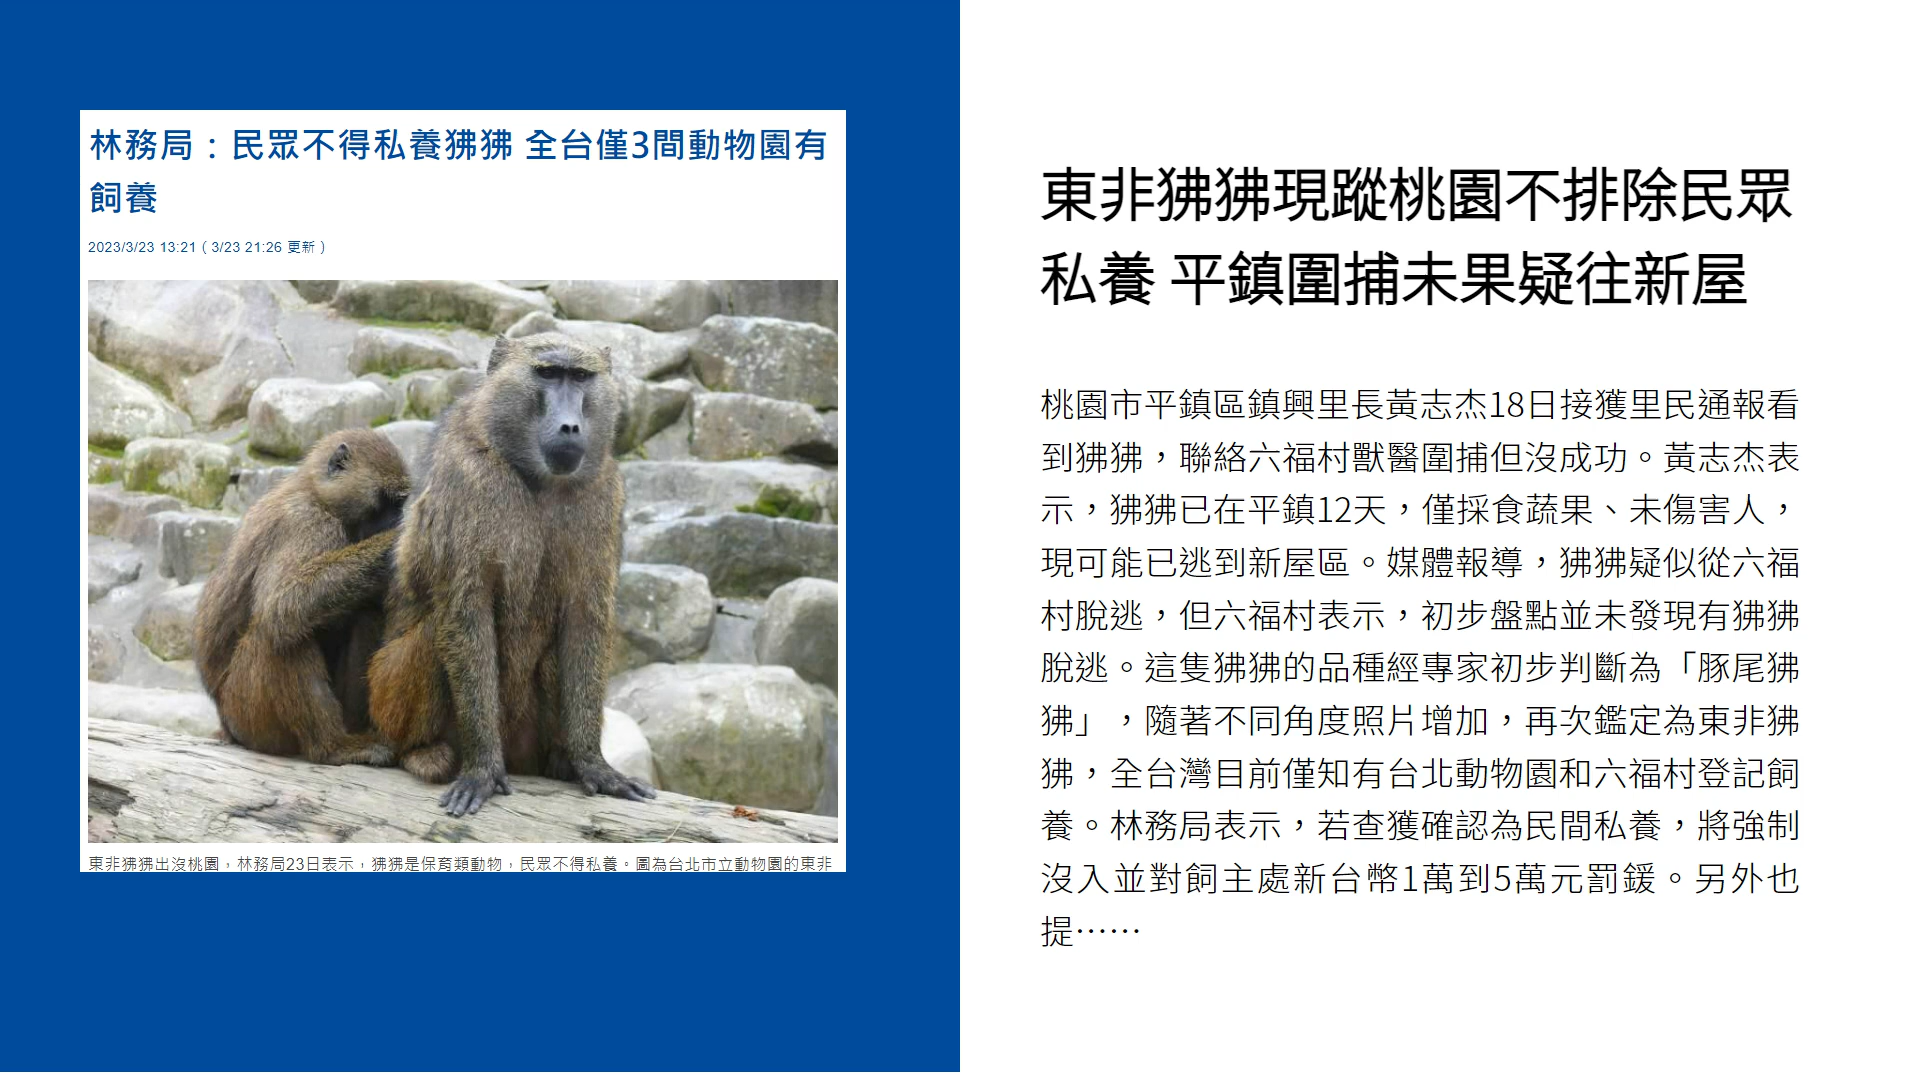 林務局：民眾不得私養狒狒 全台僅3間動物園有
飼養
2023/3/23 13:21（3/23 21:26 更新）
東非狒狒出沒桃園，林務局23日表示，狒狒是保育類動物，民眾不得私養。圖為台北市立動物園的東非
東非狒狒現蹤桃園不排除民眾
私養 平鎮圍捕未果疑往新屋
桃園市平鎮區鎮興里長黃志杰18日接獲里民通報看
到狒狒，聯絡六福村獸醫圍捕但沒成功。黃志杰表
示，狒狒已在平鎮12天，僅採食蔬果、未傷害人，
現可能已逃到新屋區。媒體報導，狒狒疑似從六福
村脫逃，但六福村表示，初步盤點並未發現有狒狒
脫逃。這隻狒狒的品種經專家初步判斷為「豚尾狒
狒」，隨著不同角度照片增加，再次鑑定為東非狒
狒，全台灣目前僅知有台北動物園和六福村登記飼
養。林務局表示，若查獲確認為民間私養，將強制
沒入並對飼主處新台幣1萬到5萬元罰鍰。另外也
提……